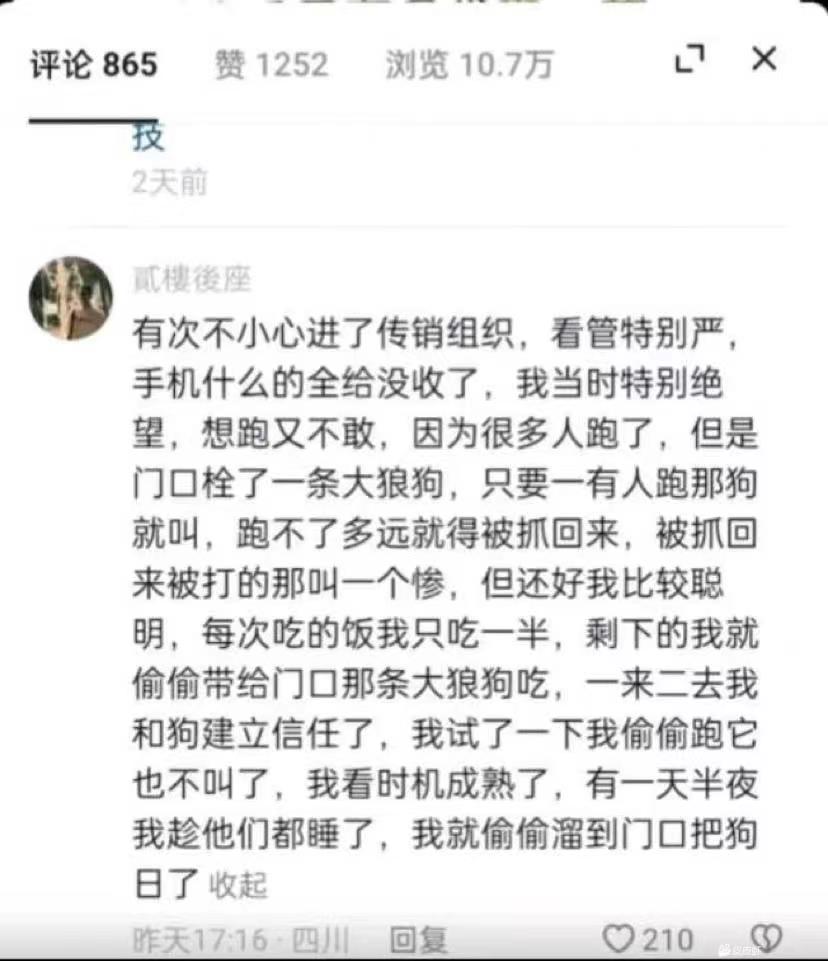 评论 865 赞 1252 浏览 10.7万
技
2天前
貳樓後座
有次不小心进了传销组织，看管特别严，
手机什么的全给没收了，我当时特别绝
望，想跑又不敢，因为很多人跑了，但是
门口栓了一条大狼狗，只要一有人跑那狗
就叫，跑不了多远就得被抓回来，被抓回
来被打的那叫一个惨，但还好我比较聪
明，每次吃的饭我只吃一半，剩下的我就
偷偷带给门口那条大狼狗吃，一来二去我
和狗建立信任了，我试了一下我偷偷跑它
也不叫了，我看时机成熟了，有一天半夜
我趁他们都睡了，我就偷偷溜到门口把狗
日了 收起
昨天17:16 · 四川 回复 210